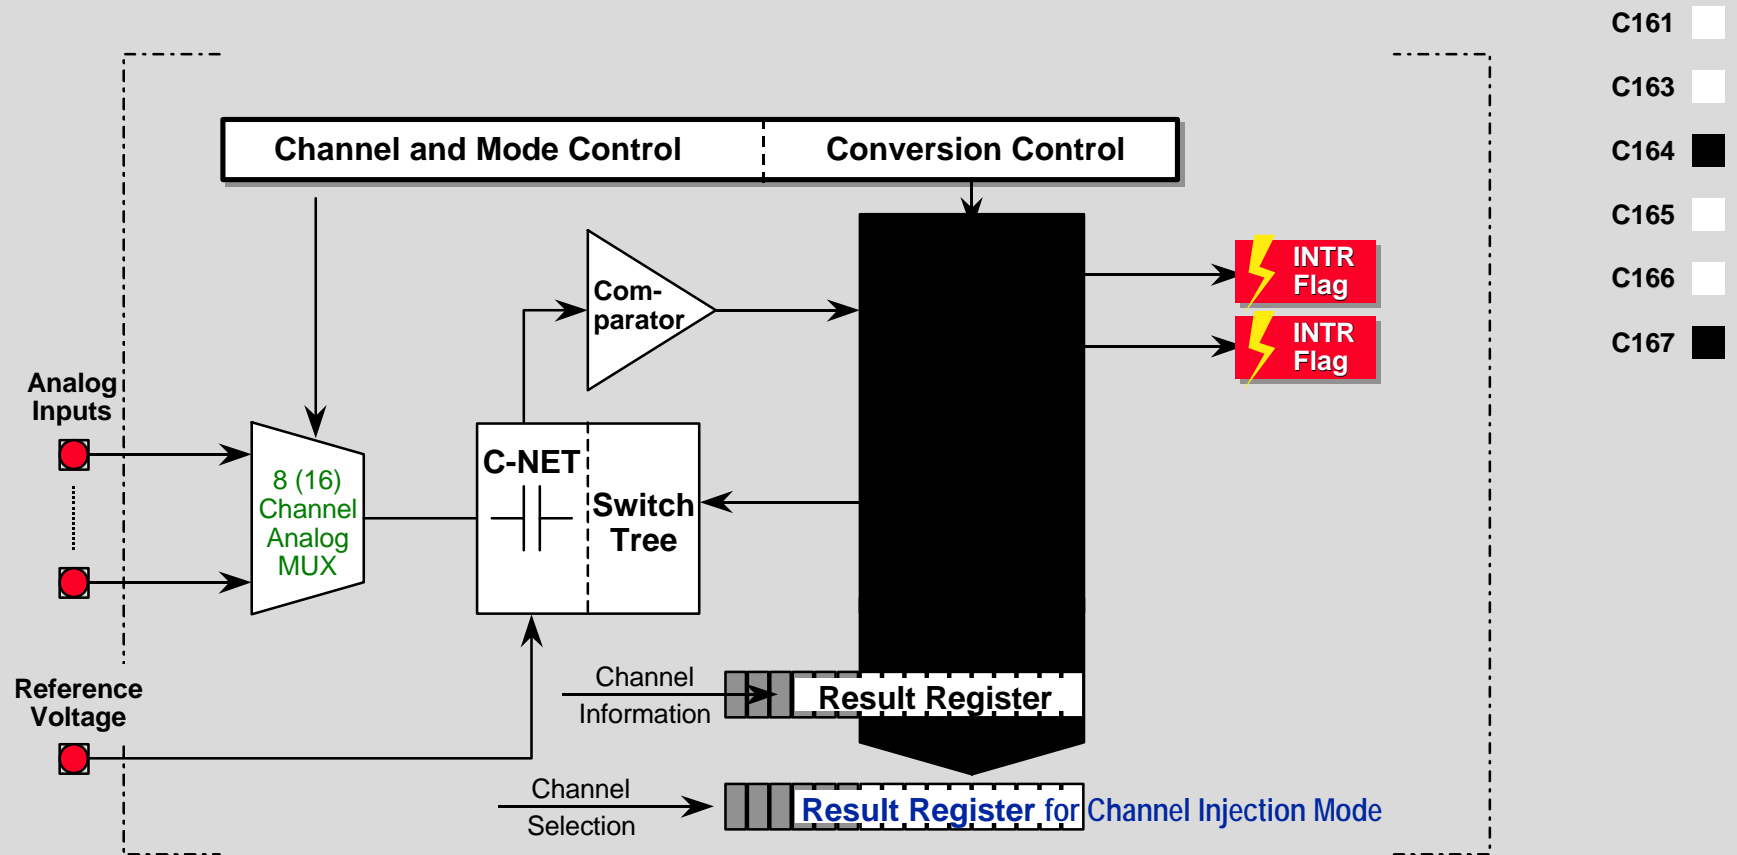 C161
C163
C164
C165
C166
C167
Channel and Mode Control
Conversion Control
Com-
parator
INTR
Flag
INTR
Flag
Analog
Inputs
8 (16)
Channel
Analog
MUX
C-NET
Switch
Tree
Reference
Voltage
Channel
Information
Result Register
Channel
Selection
Result Register for Channel Injection Mode